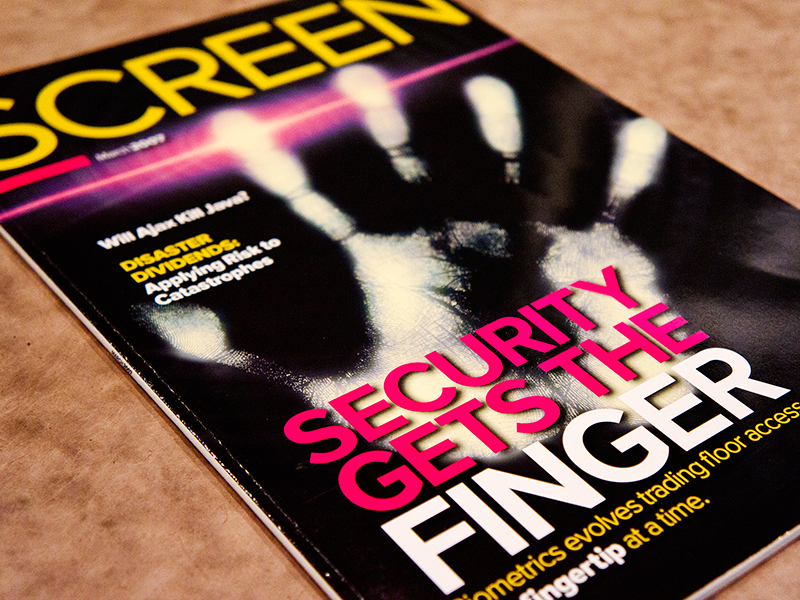 SCREEN
March 2007
Will Ajax Kill Java?
DISASTER
DIVIDENDS:
Applying Risk to
Catastrophes
SECURITY
GETS THE
FINGER
Biometrics evolves trading floor access
fingertip at a time.